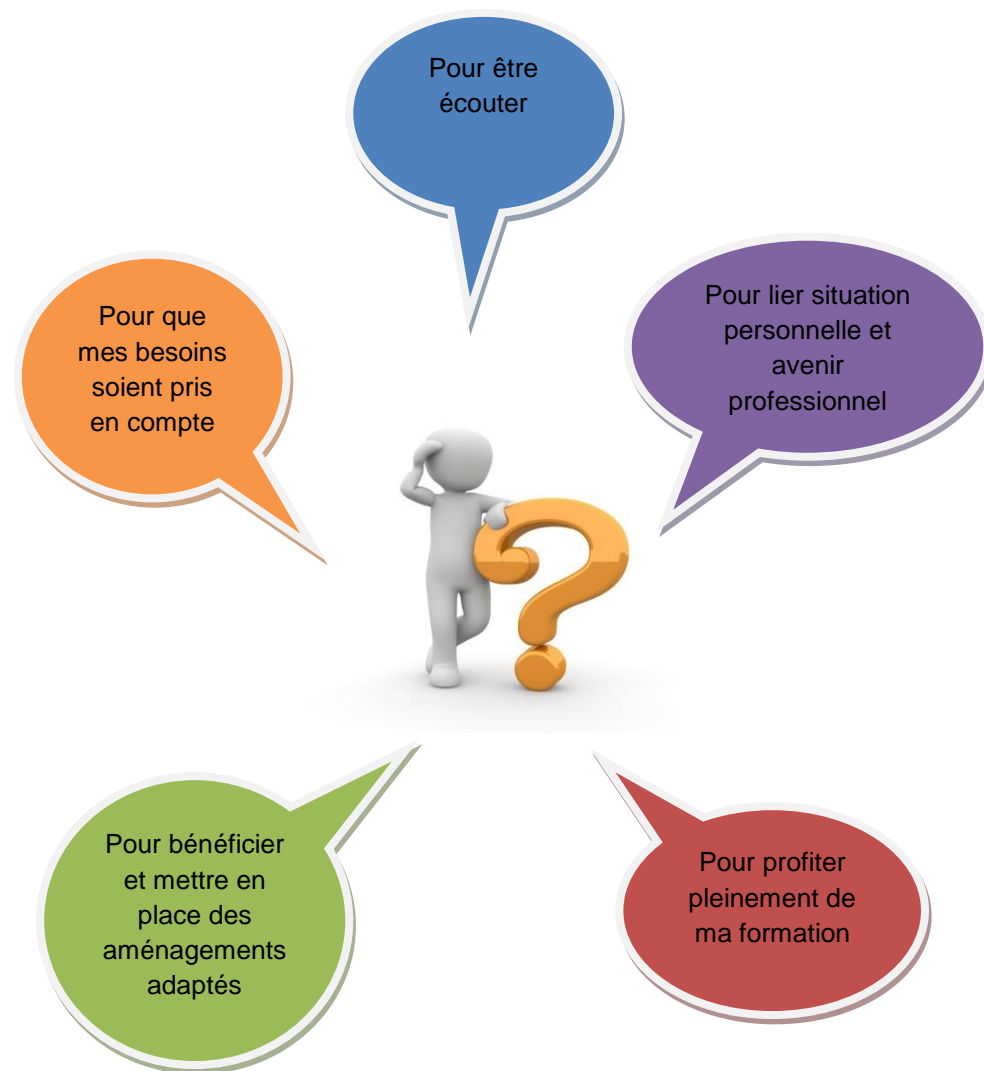 Pour être
écouter
Pour que
mes besoins
soient pris
en compte
Pour lier situation
personnelle et
avenir
professionnel
Pour bénéficier
et mettre en
place des
aménagements
adaptés
Pour profiter
pleinement de
ma formation